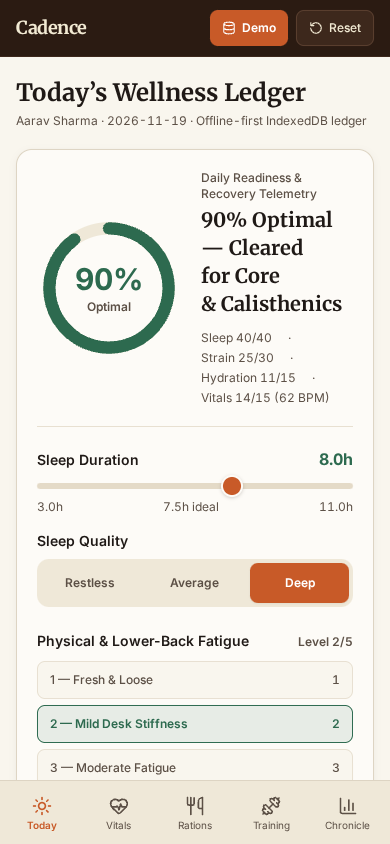 Cadence
Demo
Reset
Today’s Wellness Ledger
Aarav Sharma · 2026-11-19 · Offline-first IndexedDB ledger
90%
Optimal
Daily Readiness &
Recovery Telemetry
90% Optimal
— Cleared
for Core
& Calisthenics
Sleep 40/40 ·
Strain 25/30 ·
Hydration 11/15 ·
Vitals 14/15 (62 BPM)
Sleep Duration 8.0h
3.0h 7.5h ideal 11.0h
Sleep Quality
Restless Average Deep
Physical & Lower-Back Fatigue Level 2/5
1 — Fresh & Loose 1
2 — Mild Desk Stiffness 2
3 — Moderate Fatigue 3
Today Vitals Rations Training Chronicle